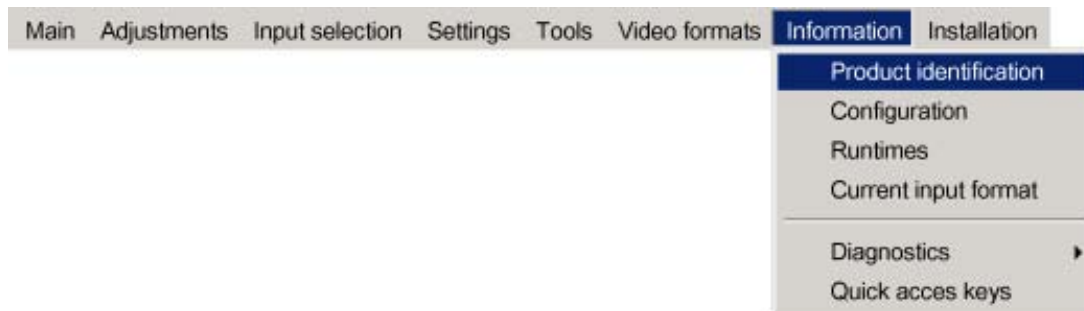 Main Adjustments Input selection Settings Tools Video formats Information Installation
Product identification
Configuration
Runtimes
Current input format
Diagnostics
Quick acces keys